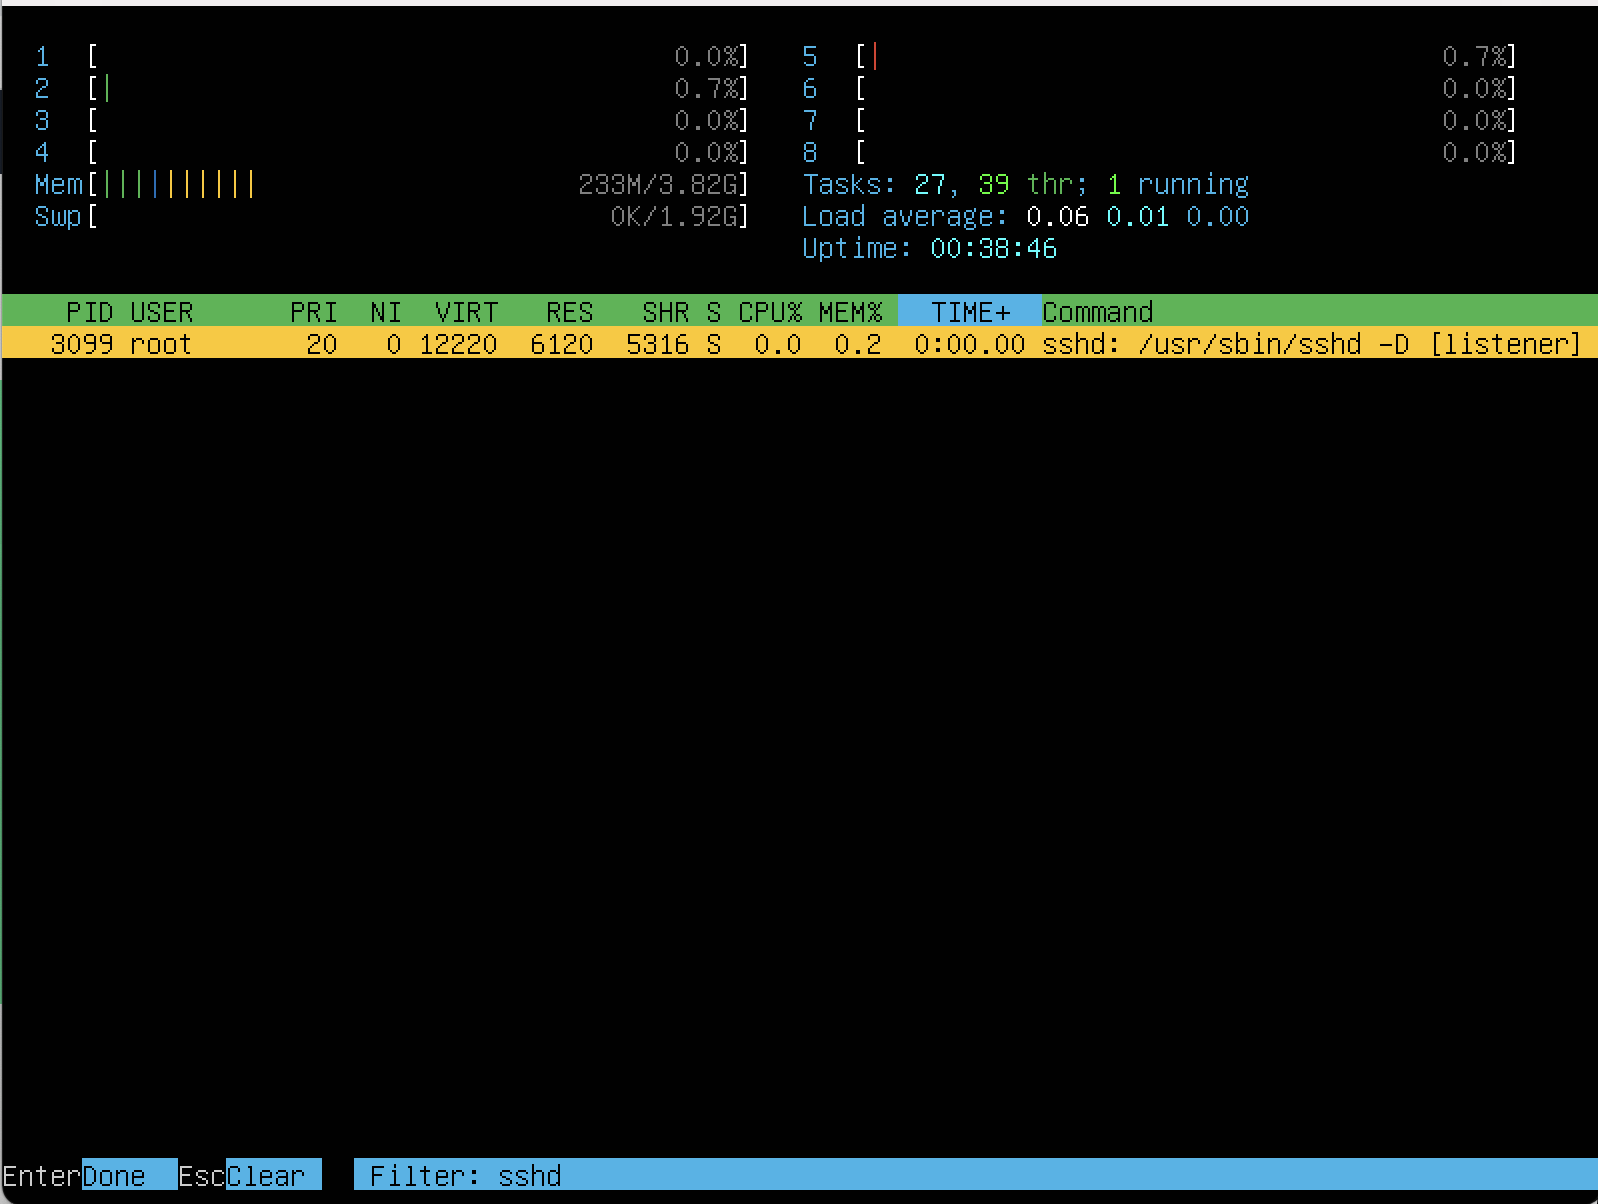 1 [ 0.0%] 5 [| 0.7%]
2 [| 0.7%] 6 [ 0.0%]
3 [ 0.0%] 7 [ 0.0%]
4 [ 0.0%] 8 [ 0.0%]
Mem[|||||||||| 233M/3.82G] Tasks: 27, 39 thr; 1 running
Swp[ 0K/1.92G] Load average: 0.06 0.01 0.00
Uptime: 00:38:46
PID USER PRI NI VIRT RES SHR S CPU% MEM% TIME+ Command
3099 root 20 0 12220 6120 5316 S 0.0 0.2 0:00.00 sshd: /usr/sbin/sshd -D [listener]
EnterDone EscClear Filter: sshd